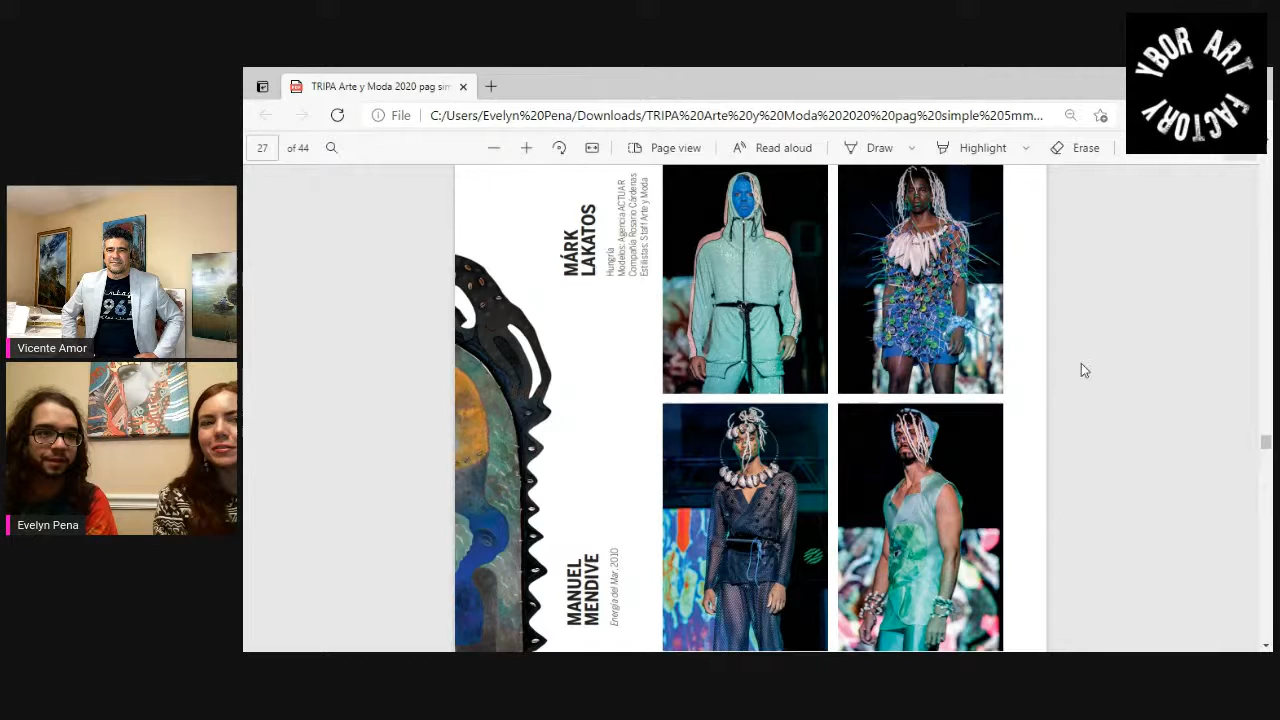 YBOR ART FACTORY
TRIPA Arte y Moda 2020 pag sim
File
C:/Users/Evelyn%20Pena/Downloads/TRIPA%20Arte%20y%20Moda%202020%20pag%20simple%205mm...
27 of 44
Page view
Read aloud
Draw
Highlight
Erase
MÁRK
LAKATOS
Hungría
Modelos: Agencia ACTUAR
Compañía Rosario Cárdenas
Estilistas: Staff Arte y Moda
MANUEL
MENDIVE
Energía del Mar, 2010
Vicente Amor
Evelyn Pena